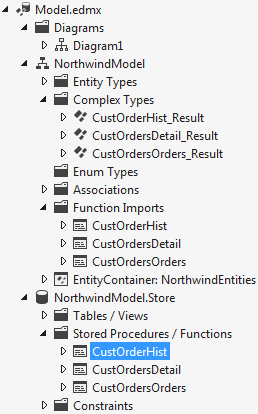 Model.edmx
Diagrams
Diagram1
NorthwindModel
Entity Types
Complex Types
CustOrderHist_Result
CustOrdersDetail_Result
CustOrdersOrders_Result
Enum Types
Associations
Function Imports
CustOrderHist
CustOrdersDetail
CustOrdersOrders
EntityContainer: NorthwindEntities
NorthwindModel.Store
Tables / Views
Stored Procedures / Functions
CustOrderHist
CustOrdersDetail
CustOrdersOrders
Constraints